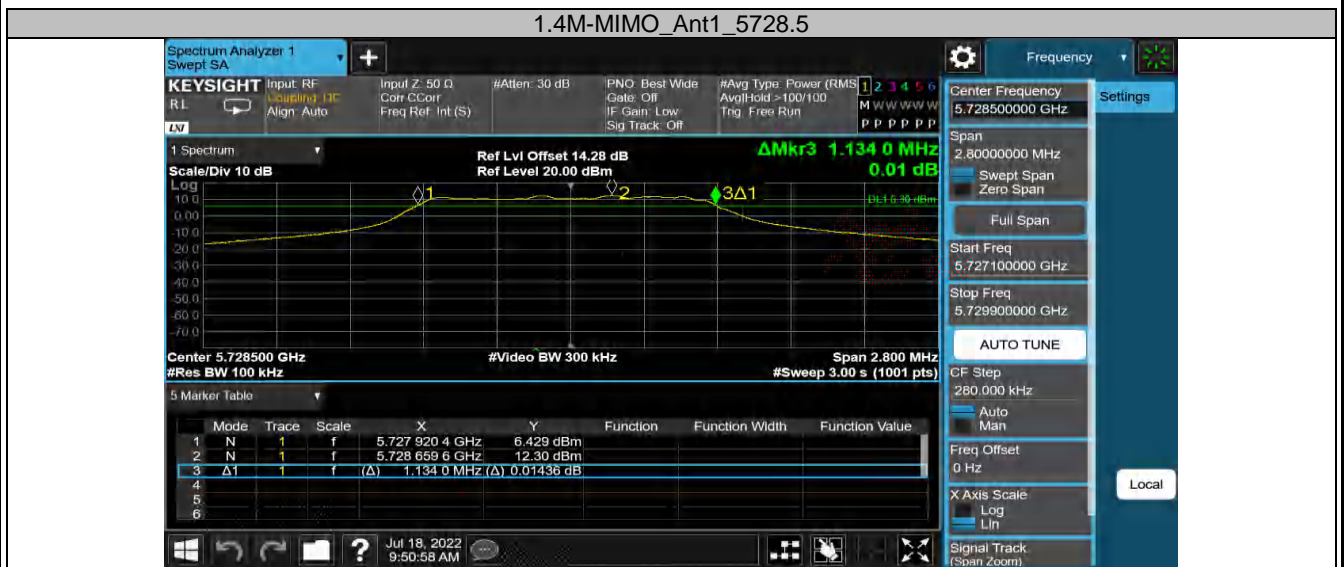 1.4M-MIMO_Ant1_5728.5
Spectrum Analyzer 1
Swept SA
Frequency
KEYSIGHT
RL
LXI
Input: RF
Coupling: DC
Align: Auto
Input Z: 50 Ω
Corr CCorr
Freq Ref: Int (S)
#Atten: 30 dB
PNO: Best Wide
Gate: Off
IF Gain: Low
Sig Track: Off
#Avg Type: Power (RMS
Avg|Hold:>100/100
Trig: Free Run
1 2 3 4 5 6
M W W W W W
P P P P P P
1 Spectrum
Scale/Div 10 dB
Log
Ref Lvl Offset 14.28 dB
Ref Level 20.00 dBm
ΔMkr3 1.134 0 MHz
0.01 dB
1
2
3Δ1
DL1 6.30 dBm
10.0
0.00
-10.0
-20.0
-30.0
-40.0
-50.0
-60.0
-70.0
Center 5.728500 GHz
#Video BW 300 kHz
Span 2.800 MHz
#Res BW 100 kHz
#Sweep 3.00 s (1001 pts)
5 Marker Table
Mode Trace Scale X Y Function Function Width Function Value
1 N 1 f 5.727 920 4 GHz 6.429 dBm
2 N 1 f 5.728 659 6 GHz 12.30 dBm
3 Δ1 1 f (Δ) 1.134 0 MHz (Δ) 0.01436 dB
4
5
6
?
Jul 18, 2022
9:50:58 AM
Center Frequency
5.728500000 GHz
Settings
Span
2.80000000 MHz
Swept Span
Zero Span
Full Span
Start Freq
5.727100000 GHz
Stop Freq
5.729900000 GHz
AUTO TUNE
CF Step
280.000 kHz
Auto
Man
Freq Offset
0 Hz
X Axis Scale
Log
Lin
Local
Signal Track
(Span Zoom)